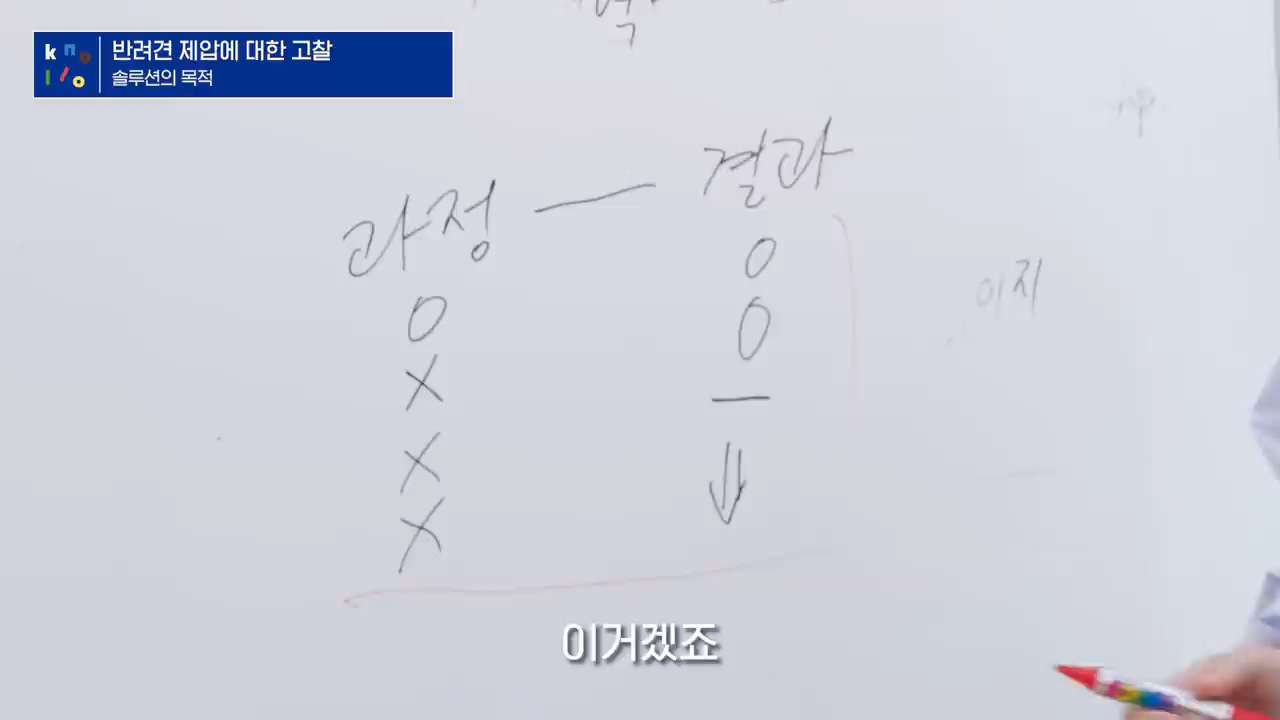 knollo
반려견 제압에 대한 고찰
솔루션의 목적
과정 — 결과
O
O O
X —
X ↓
X
이지
이거겠죠